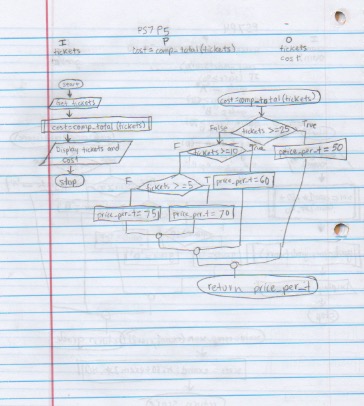 PS7 P5
I P O
tickets cost=comp_total(tickets) tickets
cost
start
Get tickets
cost=comp_total(tickets)
Display tickets and
cost
stop
cost=comp_total(tickets)
tickets >=25
False True
tickets>=10
F True
price_per_t=50
tickets >=5
F T
price_per_t=60
price_per_t=75
price_per_t=70
return price_per_t